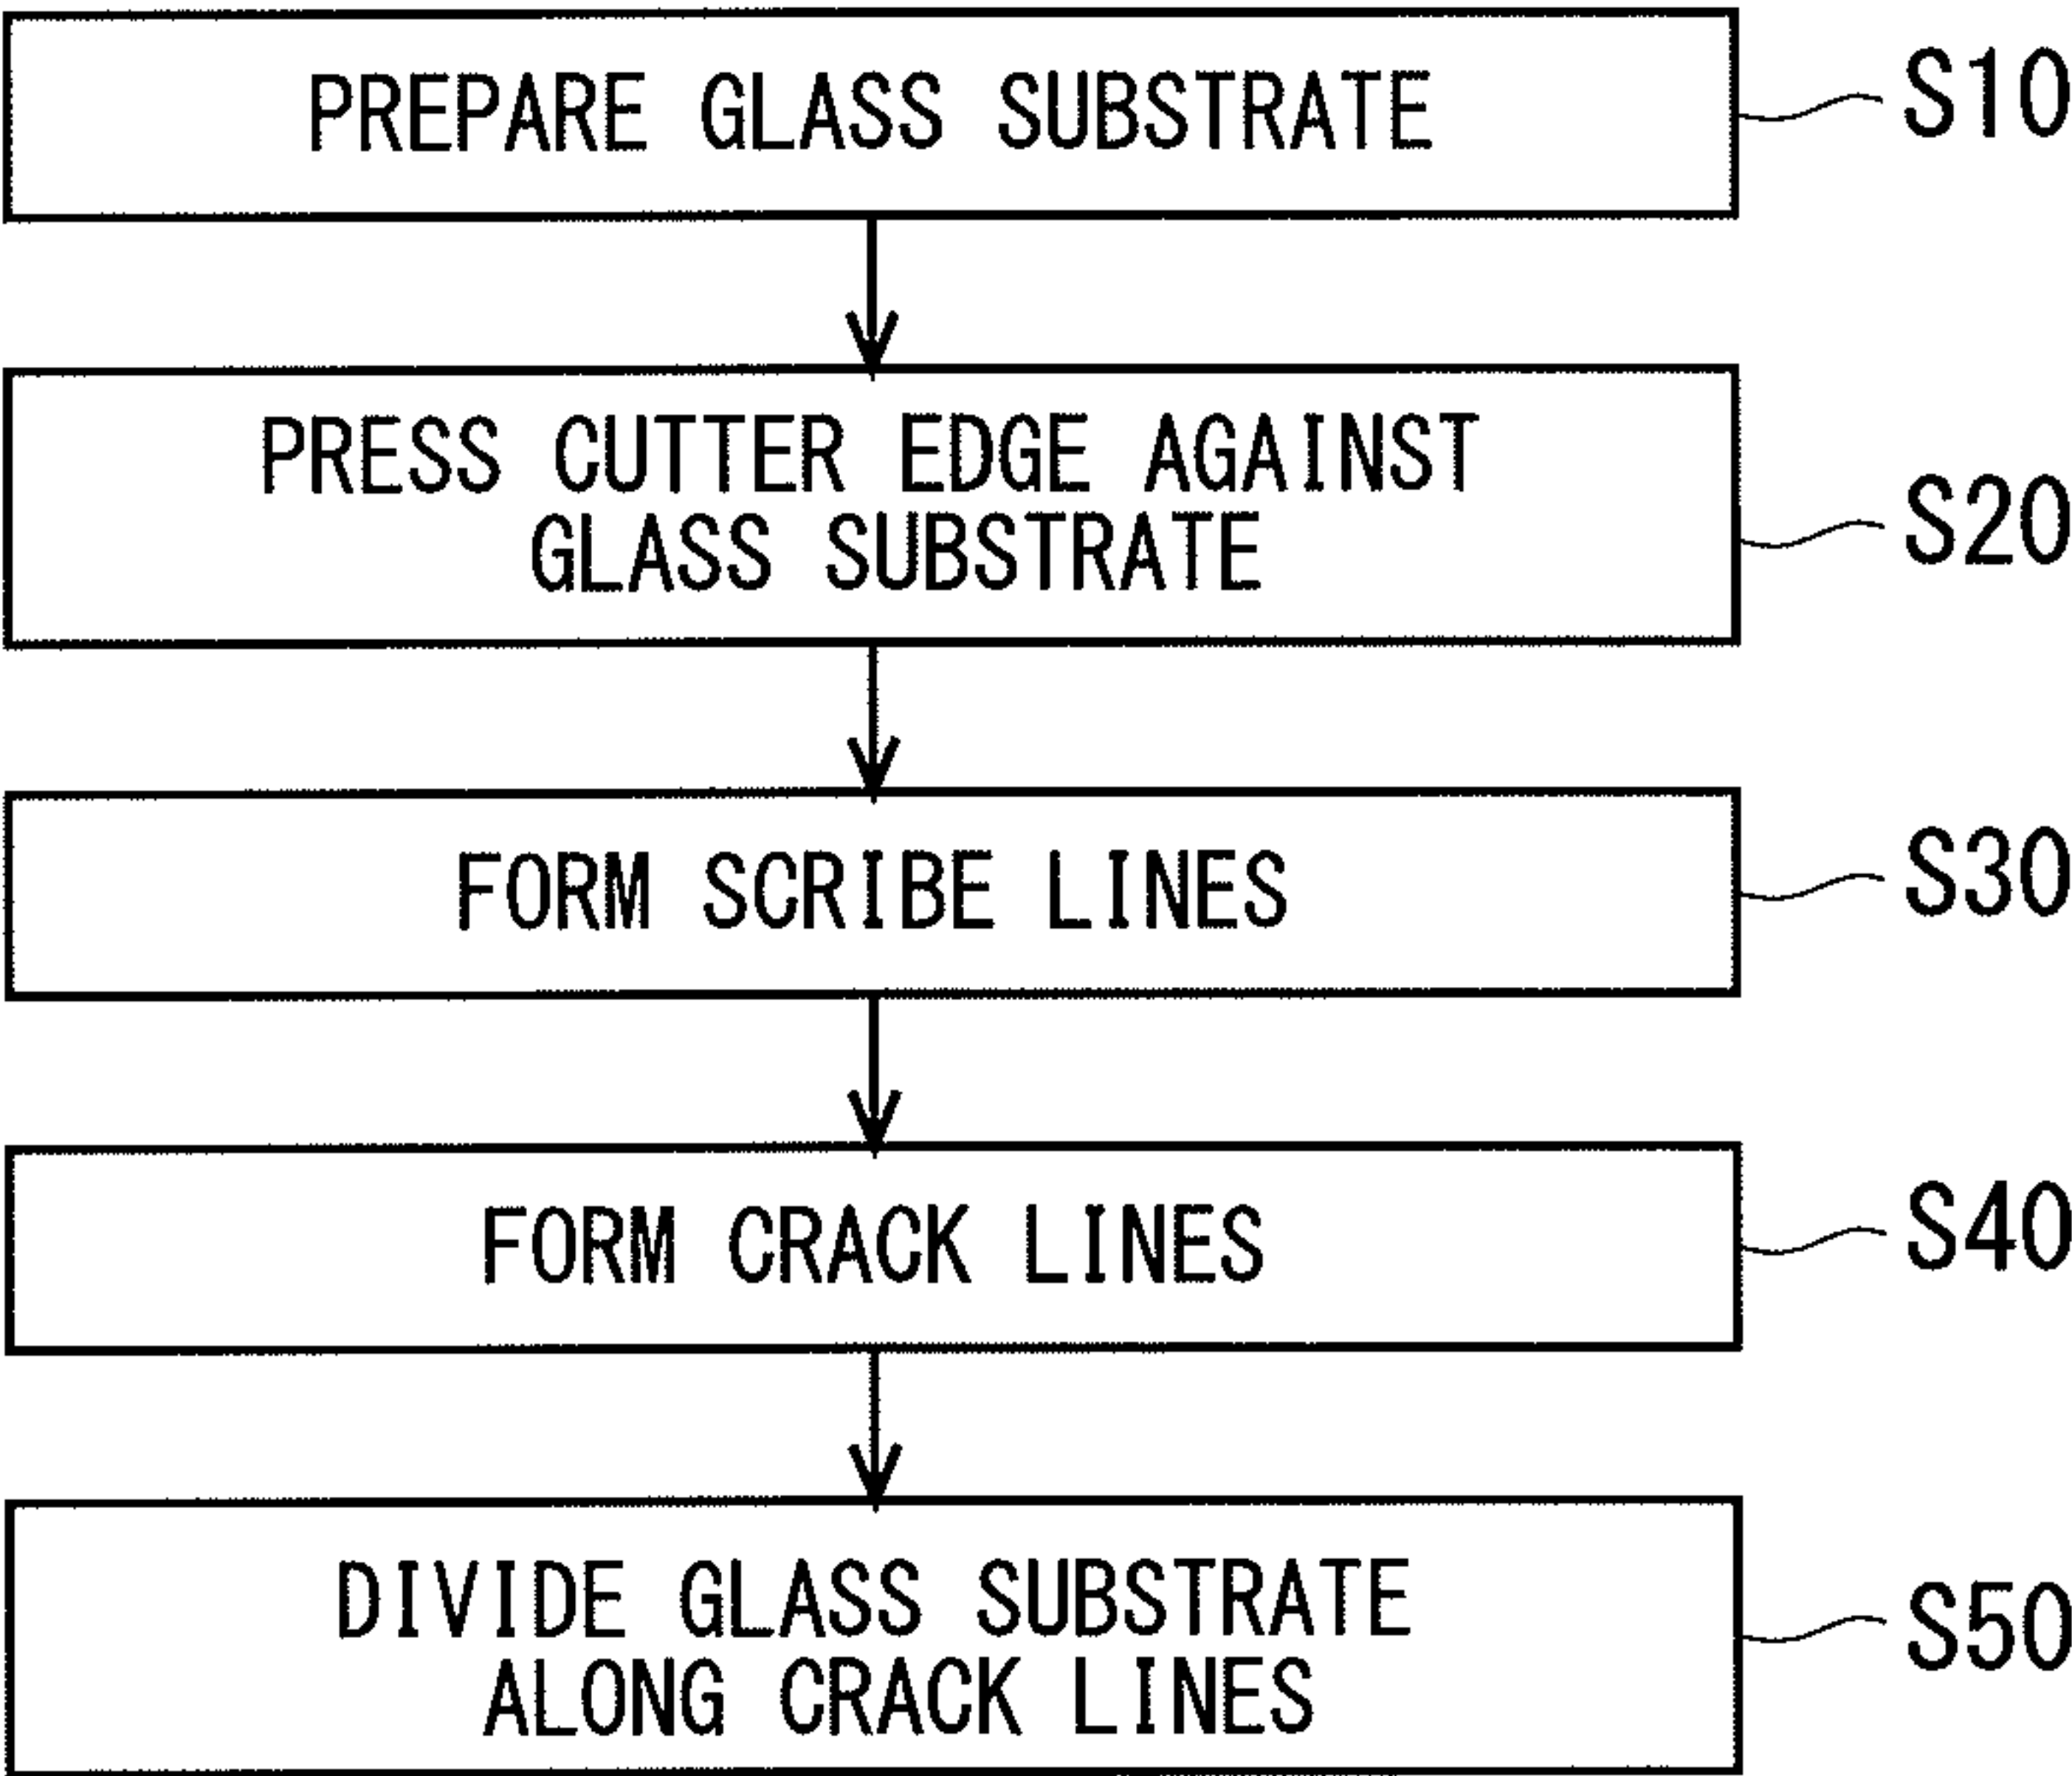 PREPARE GLASS SUBSTRATE
S10
PRESS CUTTER EDGE AGAINST
GLASS SUBSTRATE
S20
FORM SCRIBE LINES
S30
FORM CRACK LINES
S40
DIVIDE GLASS SUBSTRATE
ALONG CRACK LINES
S50